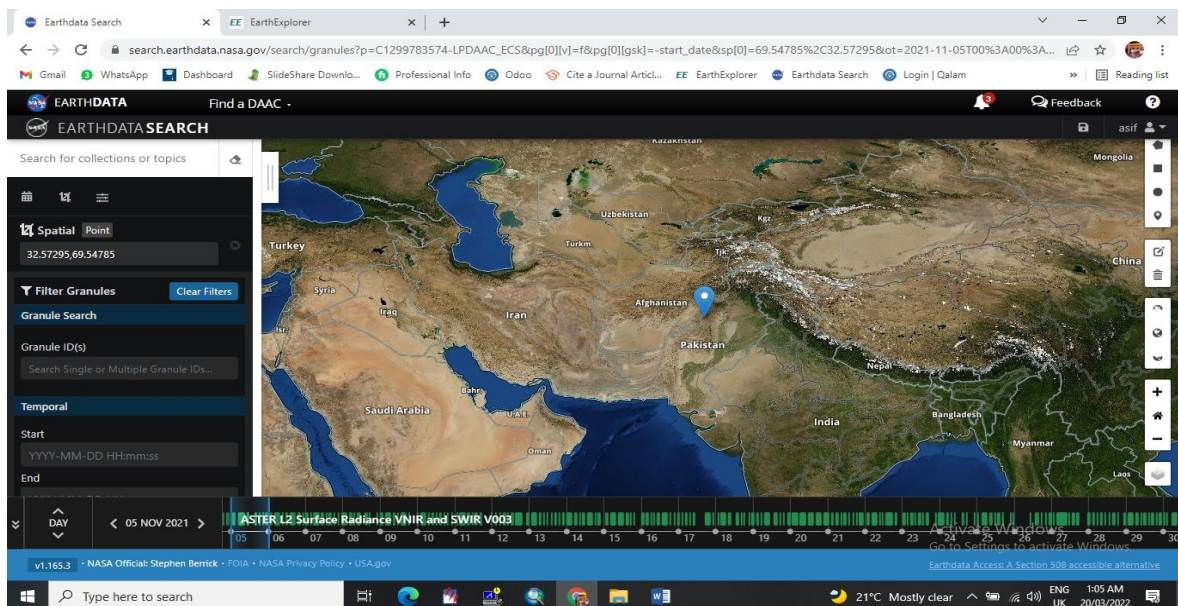 Earthdata Search
EE EarthExplorer
search.earthdata.nasa.gov/search/granules?p=C1299783574-LPDAAC_ECS&pg[0][v]=f&pg[0][gsk]=-start_date&sp[0]=69.54785%2C32.57295&ot=2021-11-05T00%3A00%3A...
Gmail WhatsApp Dashboard SlideShare Downlo... Professional Info Odoo Cite a Journal Articl... EE EarthExplorer Earthdata Search Login | Qalam » Reading list
EARTHDATA Find a DAAC 3 Feedback ?
EARTHDATA SEARCH asif
Search for collections or topics
Kazakhstan
Mongolia
Spatial Point
32.57295,69.54785
Uzbekistan
Kgz
Turkey
Turkm
Tjk
China
Filter Granules Clear Filters
Syria
Afghanistan
Granule Search
Isr.
Iraq
Iran
Granule ID(s)
Pakistan
Search Single or Multiple Granule IDs...
Nepal
Bahr.
Temporal
Saudi Arabia
U.A.E.
India
Bangladesh
Start
YYYY-MM-DD HH:mm:ss
Oman
Myanmar
End
Laos
DAY 05 NOV 2021 ASTER L2 Surface Radiance VNIR and SWIR V003
05 06 07 08 09 10 11 12 13 14 15 16 17 18 19 20 21 22 23 24 25 26 27 28 29 30
Activate Windows
Go to Settings to activate Windows.
v1.165.3 • NASA Official: Stephen Berrick • FOIA • NASA Privacy Policy • USA.gov Earthdata Access: A Section 508 accessible alternative
Type here to search 21°C Mostly clear ENG 1:05 AM
UK 20/03/2022